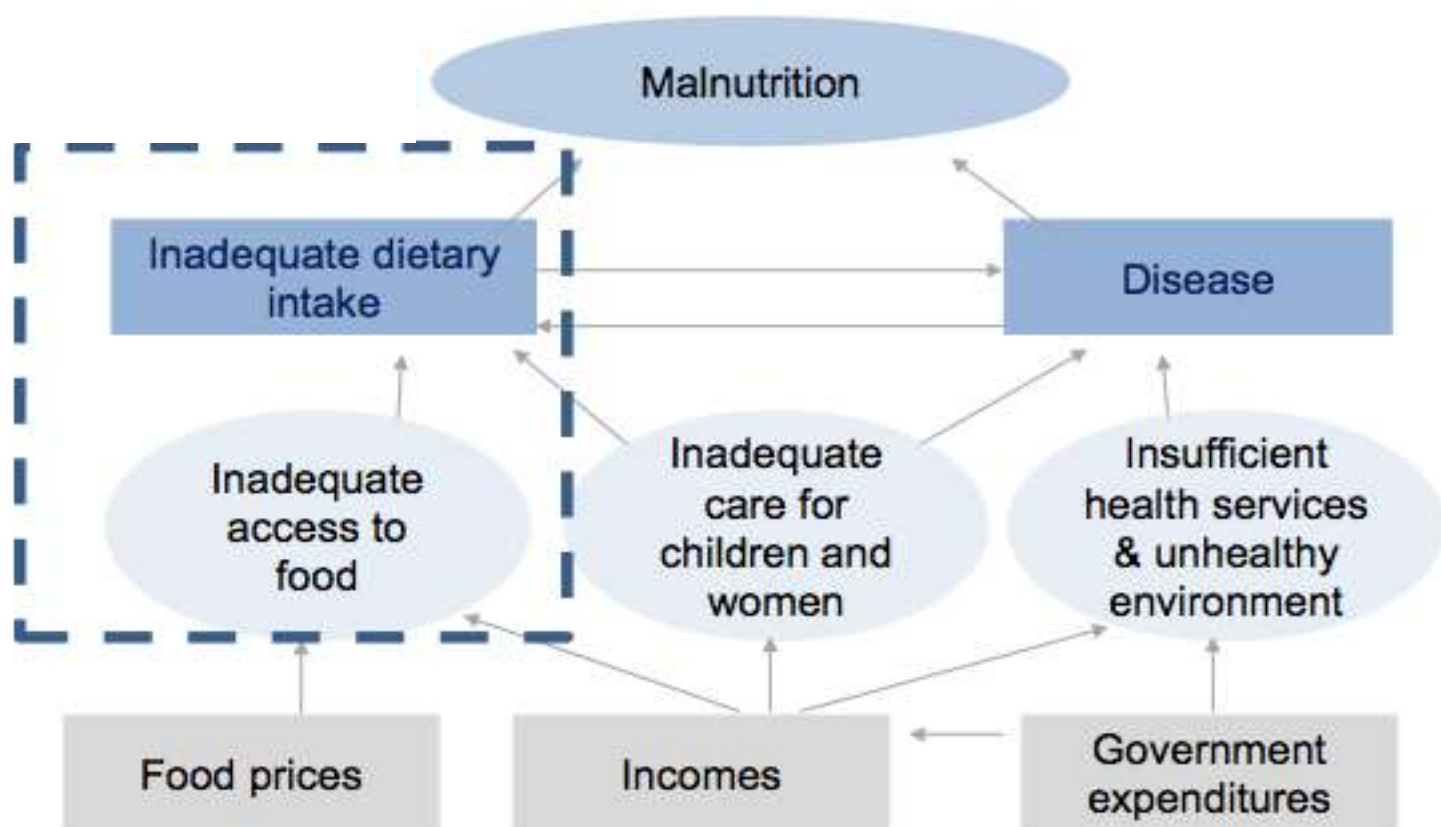 Malnutrition
Inadequate dietary
intake
Disease
Inadequate
access to
food
Inadequate
care for
children and
women
Insufficient
health services
& unhealthy
environment
Food prices
Incomes
Government
expenditures